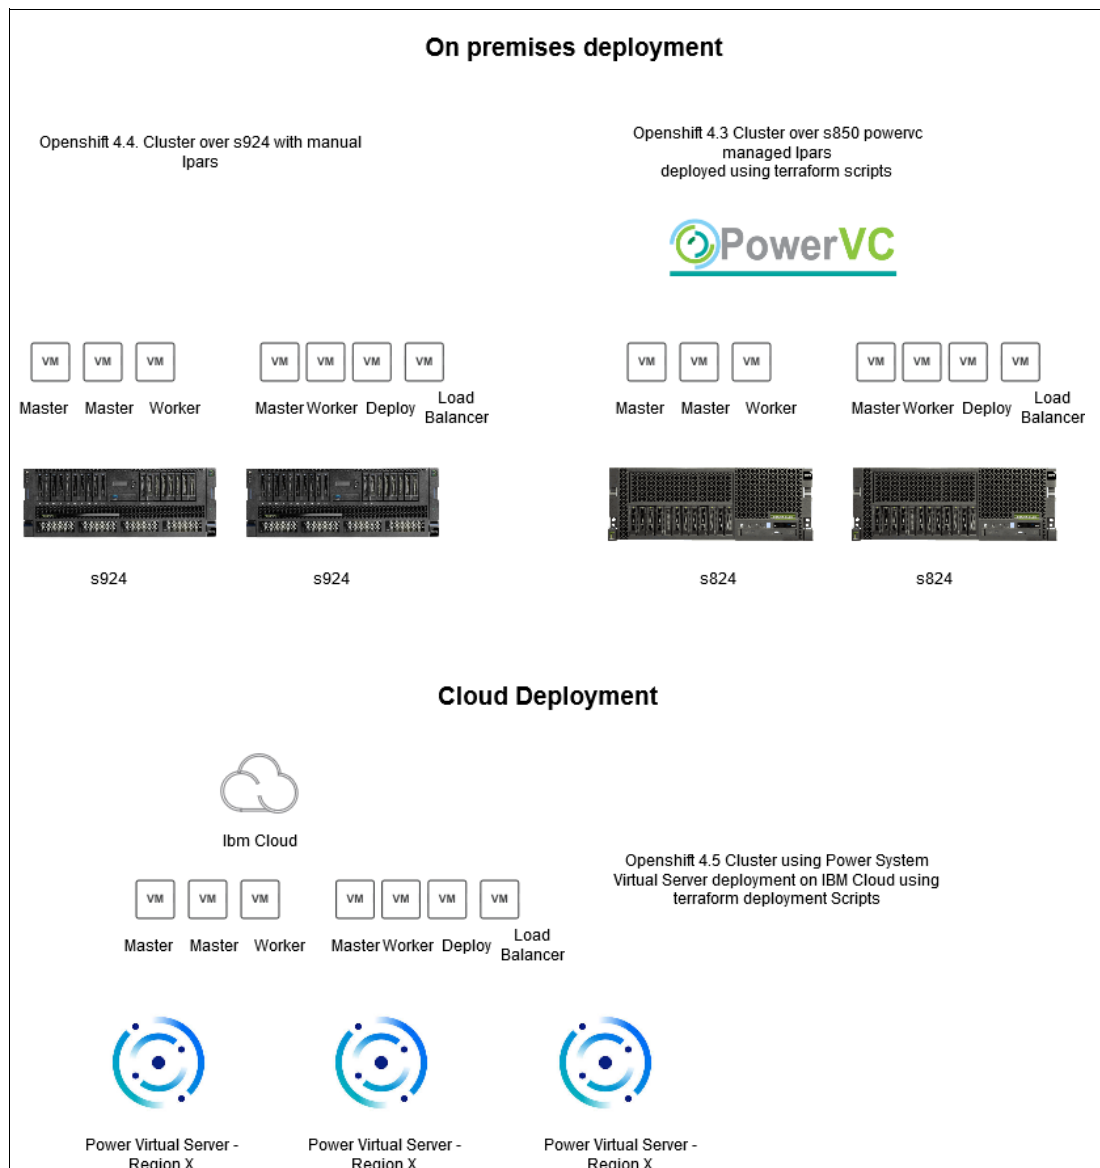 On premises deployment
Openshift 4.4. Cluster over s924 with manual
lpars
Openshift 4.3 Cluster over s850 powervc
managed lpars
deployed using terraform scripts
PowerVC
VM VM VM VM VM VM VM
Master Master Worker Master Worker Deploy Load
Balancer
VM VM VM VM VM VM VM
Master Master Worker Master Worker Deploy Load
Balancer
s924 s924 s824 s824
Cloud Deployment
Ibm Cloud
Openshift 4.5 Cluster using Power System
Virtual Server deployment on IBM Cloud using
terraform deployment Scripts
VM VM VM VM VM VM VM
Master Master Worker Master Worker Deploy Load
Balancer
Power Virtual Server -
Region X
Power Virtual Server -
Region X
Power Virtual Server -
Region X